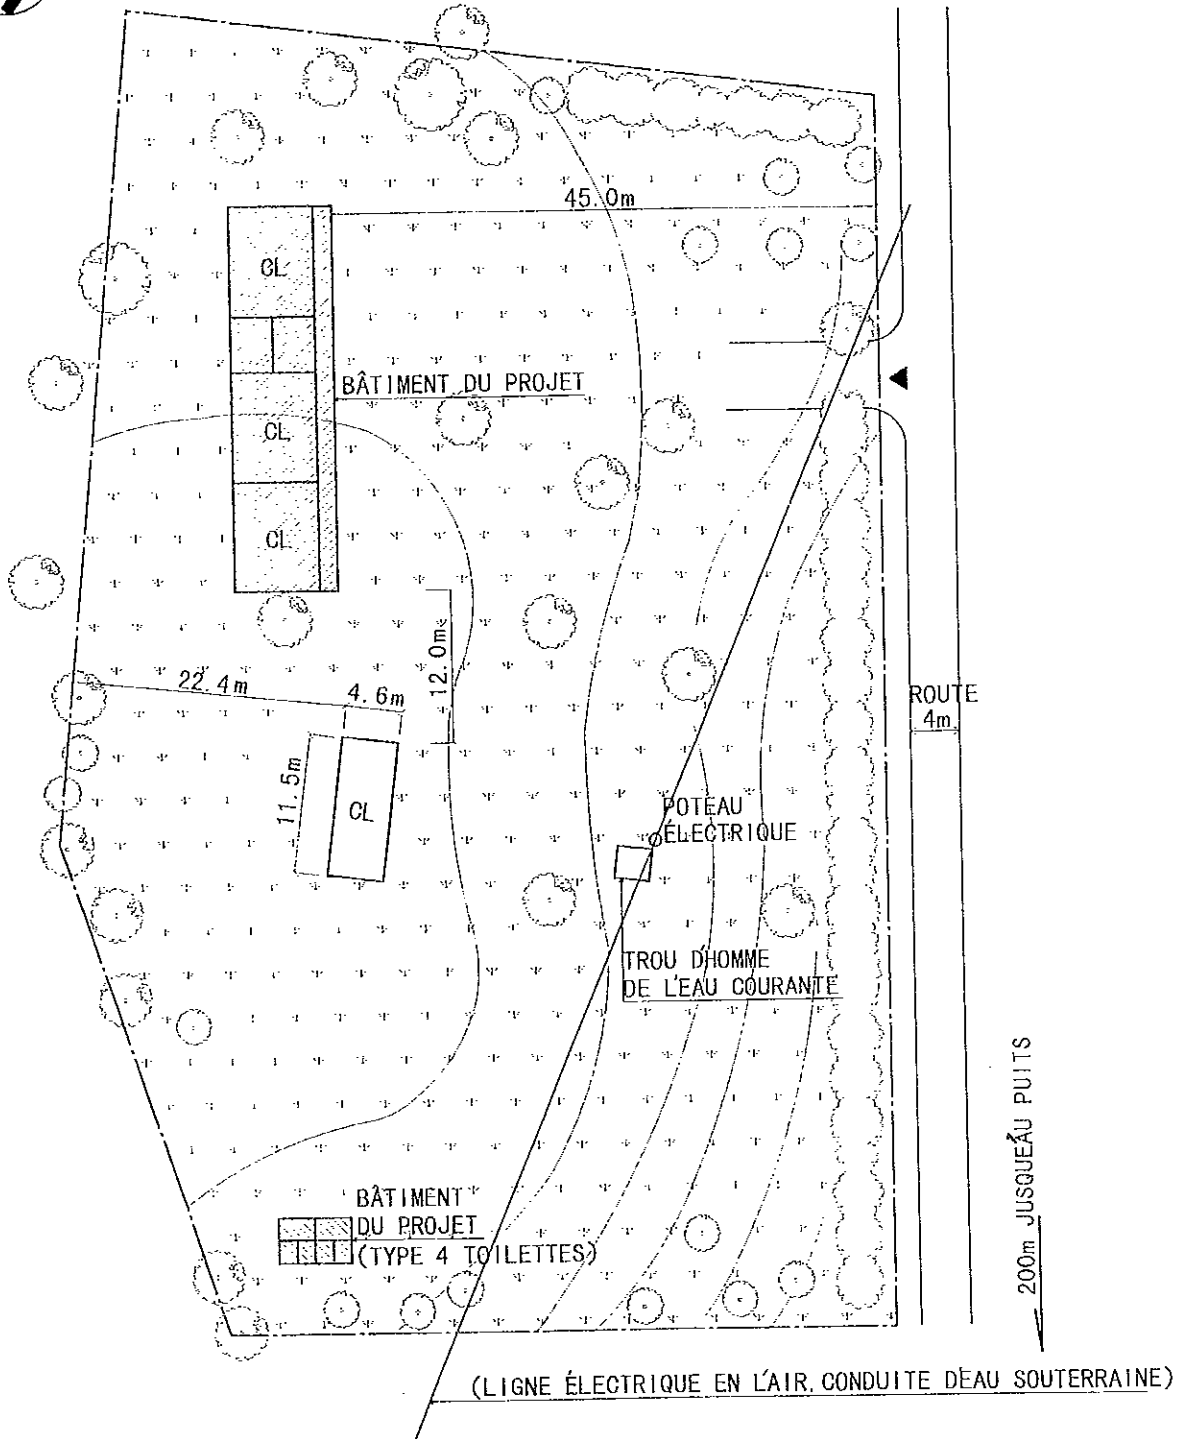 45.0m
CL
BÂTIMENT DU PROJET
CL
CL
12.0m
22.4m
4.6m
ROUTE
4m
11.5m
CL
POTEAU
ÉLECTRIQUE
TROU D'HOMME
DE L'EAU COURANTE
200m JUSQEÀU PUITS
BÂTIMENT
DU PROJET
(TYPE 4 TOILETTES)
(LIGNE ÉLECTRIQUE EN L'AIR. CONDUITE D'EAU SOUTERRAINE)